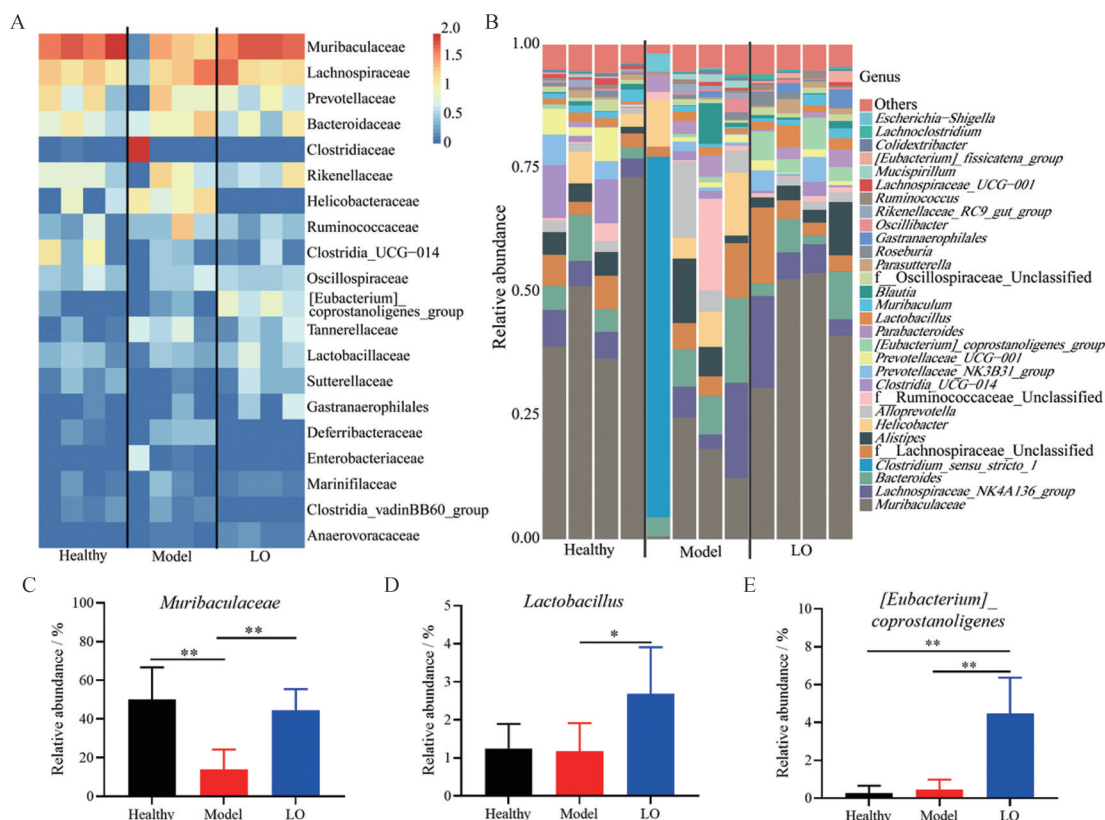 A
2.0
1.5
1
0.5
0
Muribaculaceae
Lachnospiraceae
Prevotellaceae
Bacteroidaceae
Clostridiaceae
Rikenellaceae
Helicobacteraceae
Ruminococcaceae
Clostridia_UCG-014
Oscillospiraceae
[Eubacterium]_
coprostanoligenes_group
Tannerellaceae
Lactobacillaceae
Sutterellaceae
Gastranaerophilales
Deferribacteraceae
Enterobacteriaceae
Marinifilaceae
Clostridia_vadinBB60_group
Anaerovoracaceae
Healthy Model LO
B
Relative abundance
1.00
0.75
0.50
0.25
0.00
Healthy Model LO
Genus
Others
Escherichia-Shigella
Lachnoclostridium
Colidextribacter
[Eubacterium]_fissicatena_group
Mucispirillum
Lachnospiraceae_UCG-001
Ruminococcus
Rikenellaceae_RC9_gut_group
Oscillibacter
Gastranaerophilales
Roseburia
Parasutterella
f__Oscillospiraceae_Unclassified
Blautia
Muribaculum
Lactobacillus
Parabacteroides
[Eubacterium]_coprostanoligenes_group
Prevotellaceae_UCG-001
Prevotellaceae_NK3B31_group
Clostridia_UCG-014
f__Ruminococcaceae_Unclassified
Alloprevotella
Helicobacter
Alistipes
f__Lachnospiraceae_Unclassified
Clostridium_sensu_stricto_1
Bacteroides
Lachnospiraceae_NK4A136_group
Muribaculaceae
C
Muribaculaceae
Relative abundance / %
100
80
60
40
20
0
**
**
Healthy Model LO
D
Lactobacillus
Relative abundance / %
5
4
3
2
1
0
*
Healthy Model LO
E
[Eubacterium]_
coprostanoligenes
Relative abundance / %
10
8
6
4
2
0
**
**
Healthy Model LO